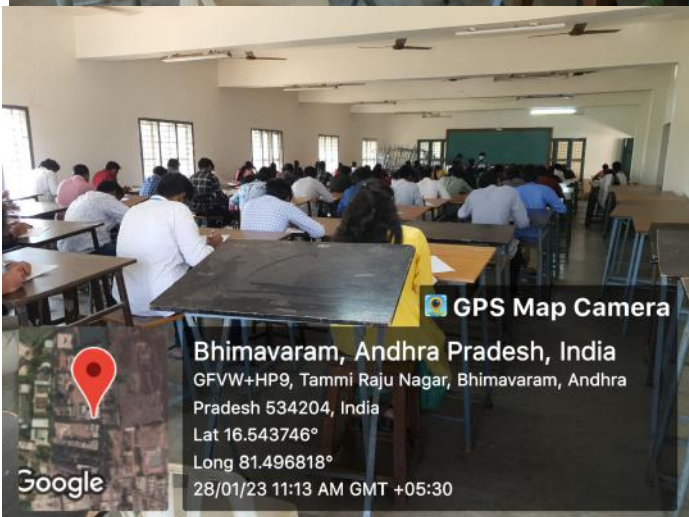 GPS Map Camera
Bhimavaram, Andhra Pradesh, India
GFVW+HP9, Tammi Raju Nagar, Bhimavaram, Andhra
Pradesh 534204, India
Lat 16.543746°
Long 81.496818°
28/01/23 11:13 AM GMT +05:30
Google